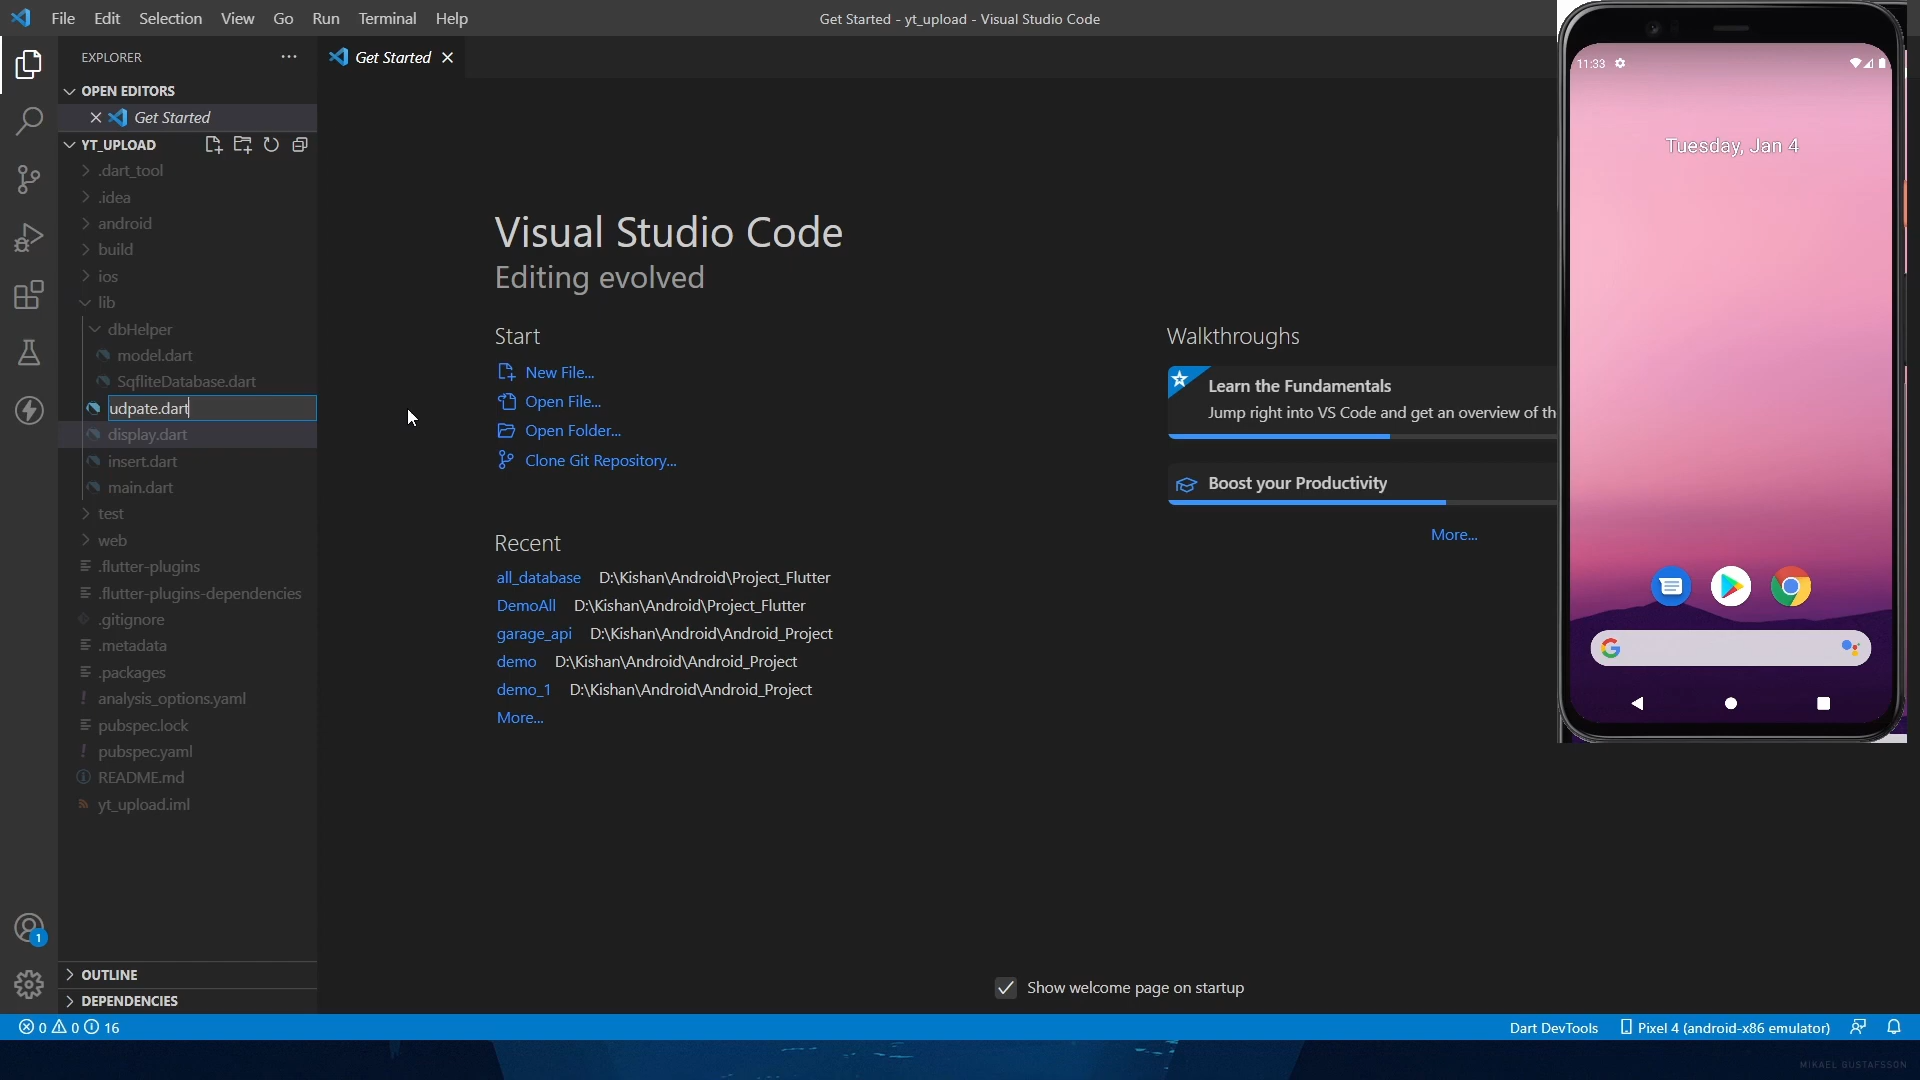 File Edit Selection View Go Run Terminal Help
Get Started - yt_upload - Visual Studio Code
EXPLORER
Get Started
OPEN EDITORS
Get Started
YT_UPLOAD
.dart_tool
.idea
android
build
ios
lib
dbHelper
model.dart
SqfliteDatabase.dart
udpate.dart
display.dart
insert.dart
main.dart
test
web
.flutter-plugins
.flutter-plugins-dependencies
.gitignore
.metadata
.packages
analysis_options.yaml
pubspec.lock
pubspec.yaml
README.md
yt_upload.iml
OUTLINE
DEPENDENCIES
1
Visual Studio Code
Editing evolved
Start
New File...
Open File...
Open Folder...
Clone Git Repository...
Recent
all_database D:\Kishan\Android\Project_Flutter
DemoAll D:\Kishan\Android\Project_Flutter
garage_api D:\Kishan\Android\Android_Project
demo D:\Kishan\Android\Android_Project
demo_1 D:\Kishan\Android\Android_Project
More...
Walkthroughs
Learn the Fundamentals
Jump right into VS Code and get an overview of th
Boost your Productivity
More...
Show welcome page on startup
11:33
Tuesday, Jan 4
0 0 16
Dart DevTools
Pixel 4 (android-x86 emulator)
MIKAEL GUSTAFSSON